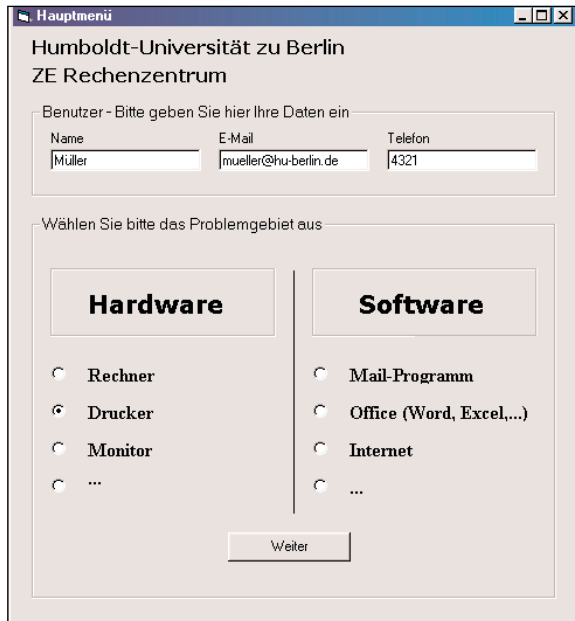 Hauptmenü
Humboldt-Universität zu Berlin
ZE Rechenzentrum
Benutzer - Bitte geben Sie hier Ihre Daten ein
Name E-Mail Telefon
Müller mueller@hu-berlin.de 4321
Wählen Sie bitte das Problemgebiet aus
Hardware Software
Rechner Mail-Programm
Drucker Office (Word, Excel,...)
Monitor Internet
... ...
Weiter